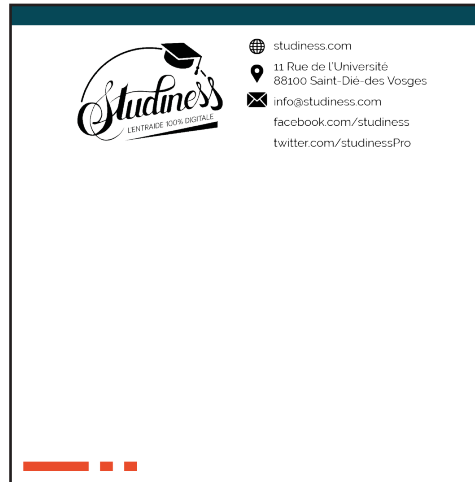 Studiness
L'ENTRAIDE 100% DIGITALE
studiness.com
11 Rue de l'Université
88100 Saint-Dié-des Vosges
info@studiness.com
facebook.com/studiness
twitter.com/studinessPro